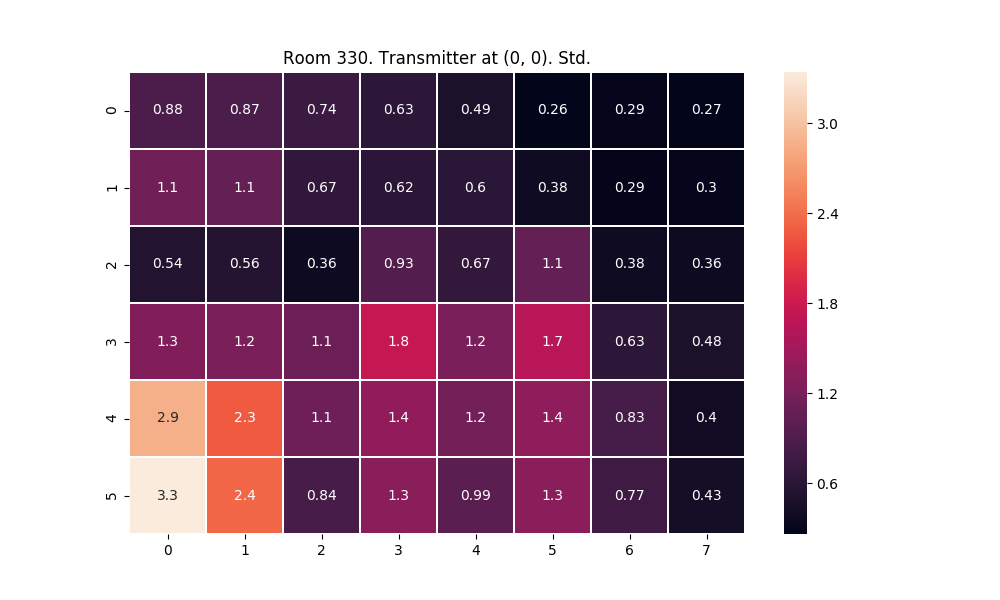 Room 330. Transmitter at (0, 0). Std.
0 0.88 0.87 0.74 0.63 0.49 0.26 0.29 0.27
1 1.1 1.1 0.67 0.62 0.6 0.38 0.29 0.3
2 0.54 0.56 0.36 0.93 0.67 1.1 0.38 0.36
3 1.3 1.2 1.1 1.8 1.2 1.7 0.63 0.48
4 2.9 2.3 1.1 1.4 1.2 1.4 0.83 0.4
5 3.3 2.4 0.84 1.3 0.99 1.3 0.77 0.43
0 1 2 3 4 5 6 7
3.0
2.4
1.8
1.2
0.6